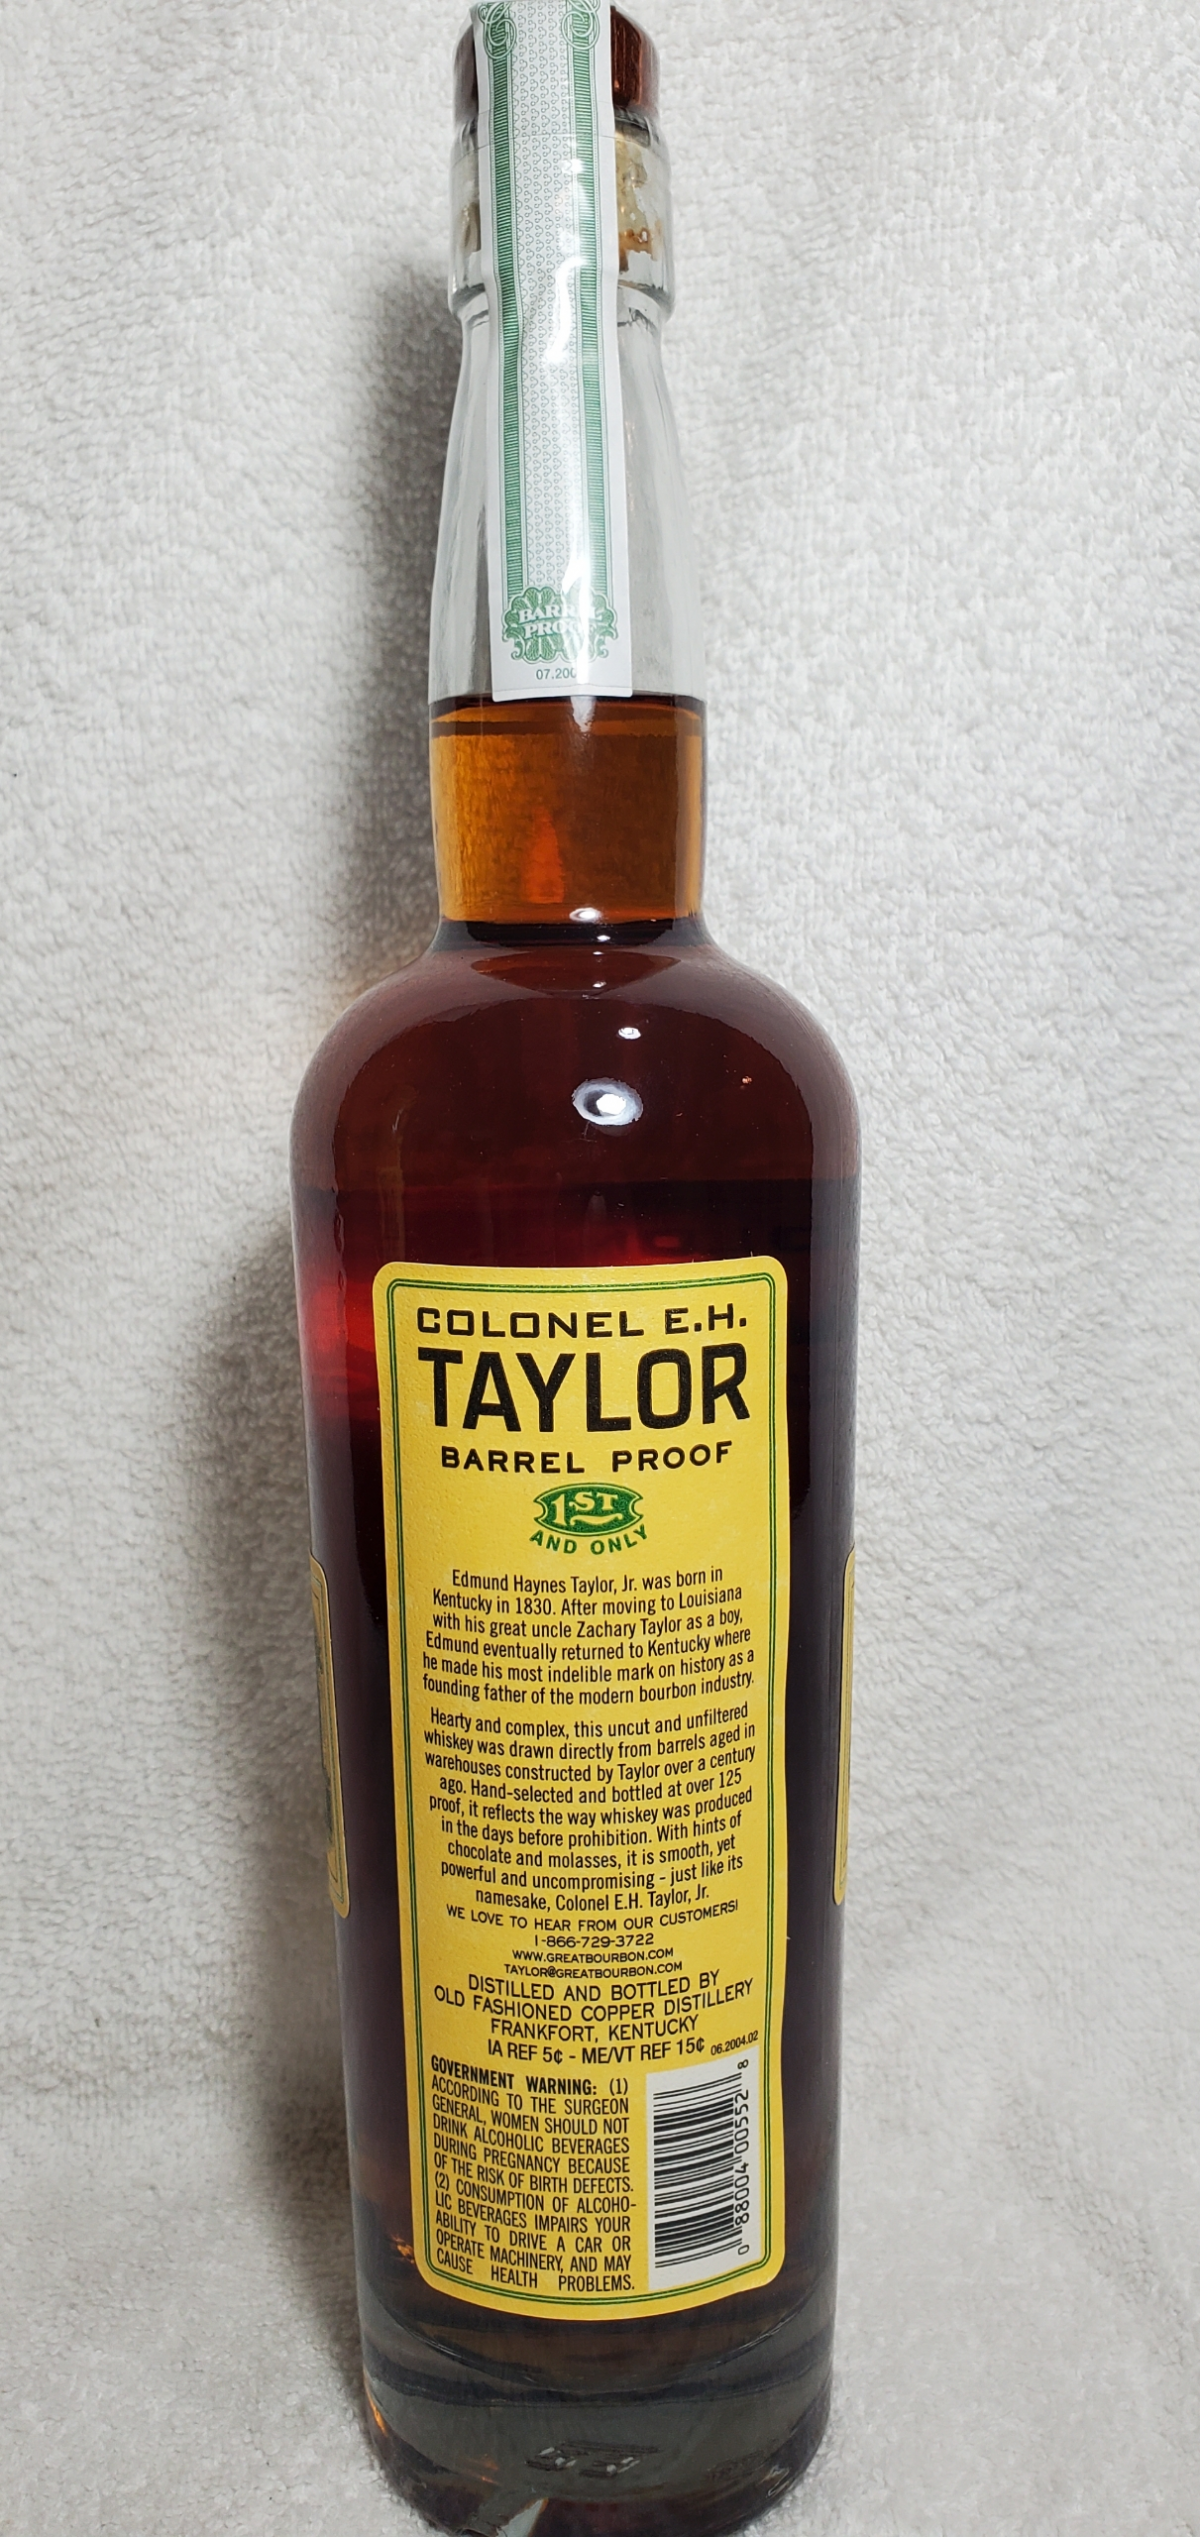 BARREL
PROOF
07.200
COLONEL E.H.
TAYLOR
BARREL PROOF
1ST
AND ONLY
Edmund Haynes Taylor, Jr. was born in
Kentucky in 1830. After moving to Louisiana
with his great uncle Zachary Taylor as a boy,
Edmund eventually returned to Kentucky where
he made his most indelible mark on history as a
founding father of the modern bourbon industry.
Hearty and complex, this uncut and unfiltered
whiskey was drawn directly from barrels aged in
warehouses constructed by Taylor over a century
ago. Hand-selected and bottled at over 125
proof, it reflects the way whiskey was produced
in the days before prohibition. With hints of
chocolate and molasses, it is smooth, yet
powerful and uncompromising - just like its
namesake, Colonel E.H. Taylor, Jr.
WE LOVE TO HEAR FROM OUR CUSTOMERS!
1-866-729-3722
WWW.GREATBOURBON.COM
TAYLOR@GREATBOURBON.COM
DISTILLED AND BOTTLED BY
OLD FASHIONED COPPER DISTILLERY
FRANKFORT, KENTUCKY
IA REF 5¢ - ME/VT REF 15¢ 06.2004.02
GOVERNMENT WARNING: (1)
ACCORDING TO THE SURGEON
GENERAL, WOMEN SHOULD NOT
DRINK ALCOHOLIC BEVERAGES
DURING PREGNANCY BECAUSE
OF THE RISK OF BIRTH DEFECTS.
(2) CONSUMPTION OF ALCOHO-
LIC BEVERAGES IMPAIRS YOUR
ABILITY TO DRIVE A CAR OR
OPERATE MACHINERY, AND MAY
CAUSE HEALTH PROBLEMS.
0 88004 00552 8